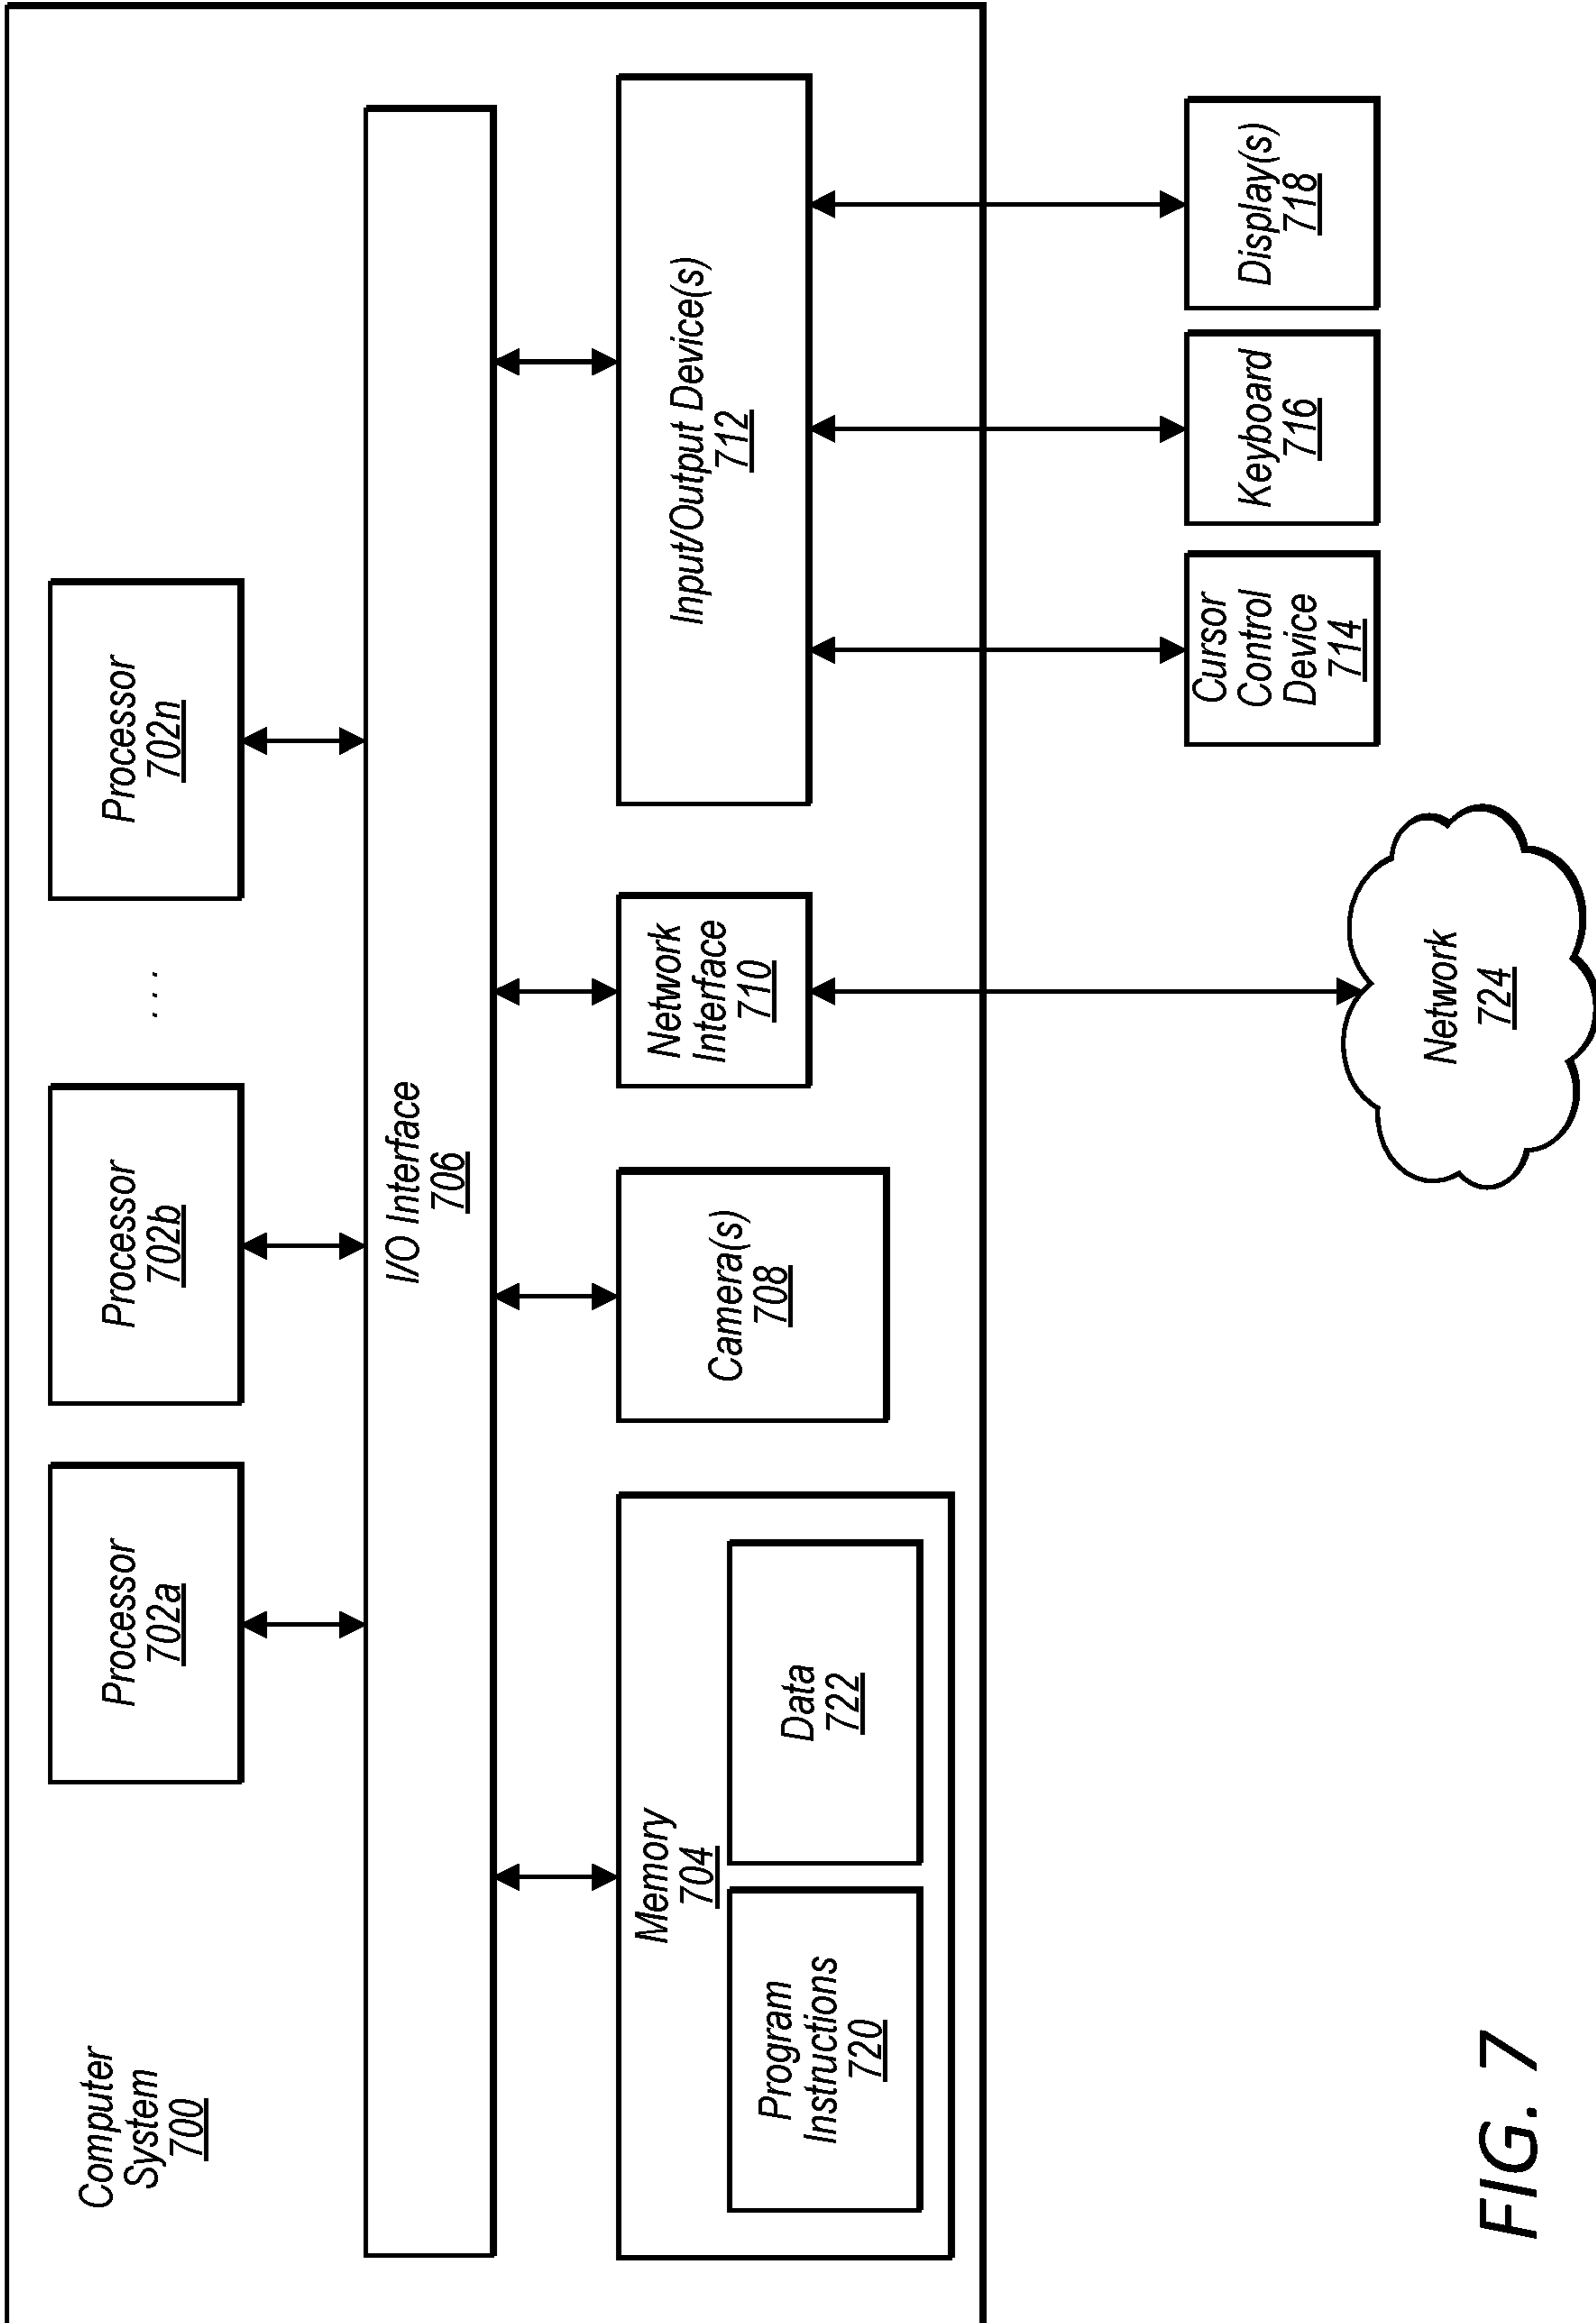 Computer
System
700
Processor
702a
Processor
702b
. . .
Processor
702n
I/O Interface
706
Memory
704
Program
Instructions
720
Data
722
Camera(s)
708
Network
Interface
710
Input/Output Device(s)
712
Cursor
Control
Device
714
Keyboard
716
Display(s)
718
Network
724
FIG. 7